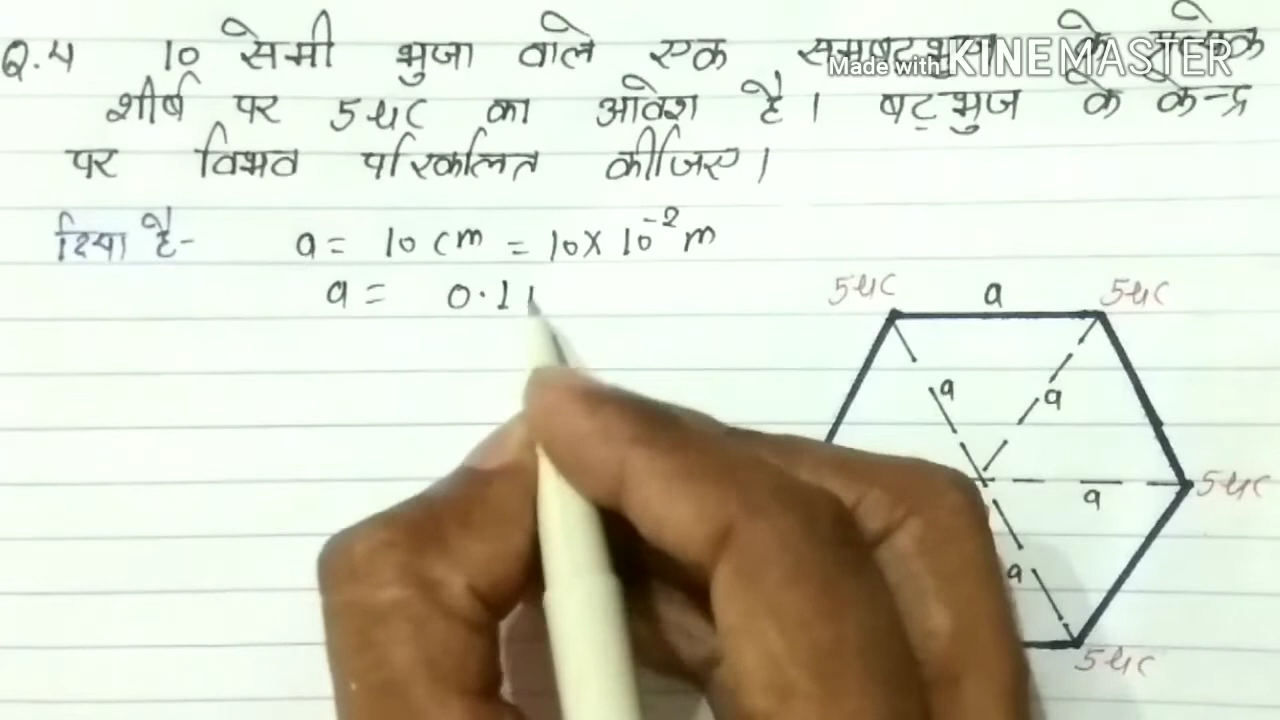 Q.4 10 सेमी भुजा वाले एक समषट्भुज के
Made with KINEMASTER
शीर्ष पर 5μC का आवेश है। षट्भुज के केन्द्र
पर विभव परिकलित कीजिए।
दिया है- a = 10 cm = 10 x 10⁻² m
a = 0.1
5μC a 5μC
a a
a 5μC
a
5μC